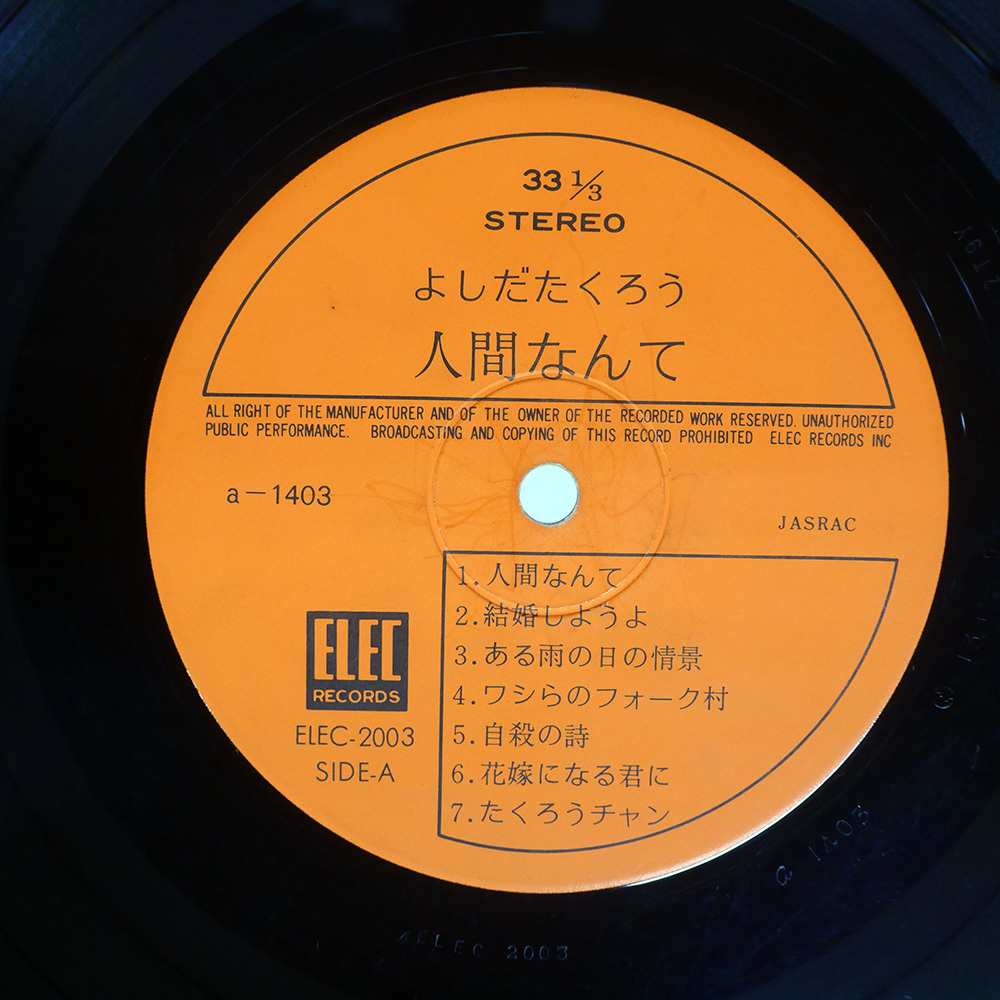 33 1/3
STEREO
よしだたくろう
人間なんて
ALL RIGHT OF THE MANUFACTURER AND OF THE OWNER OF THE RECORDED WORK RESERVED. UNAUTHORIZED
PUBLIC PERFORMANCE. BROADCASTING AND COPYING OF THIS RECORD PROHIBITED ELEC RECORDS INC
a-1403
JASRAC
1.人間なんて
2.結婚しようよ
3.ある雨の日の情景
4.ワシらのフォーク村
5.自殺の詩
6.花嫁になる君に
7.たくろうチャン
ELEC
RECORDS
ELEC-2003
SIDE-A
a 1403
ELEC 2003